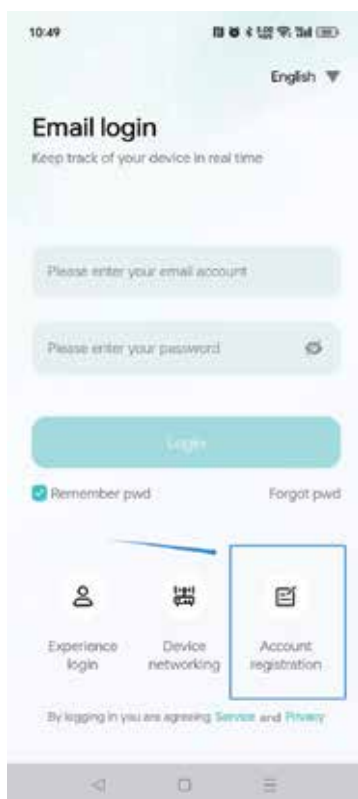 10:49
English
Email login
Keep track of your device in real time
Please enter your email account
Please enter your password
Login
Remember pwd
Forgot pwd
Experience login
Device networking
Account registration
By logging in you are agreeing Service and Privacy